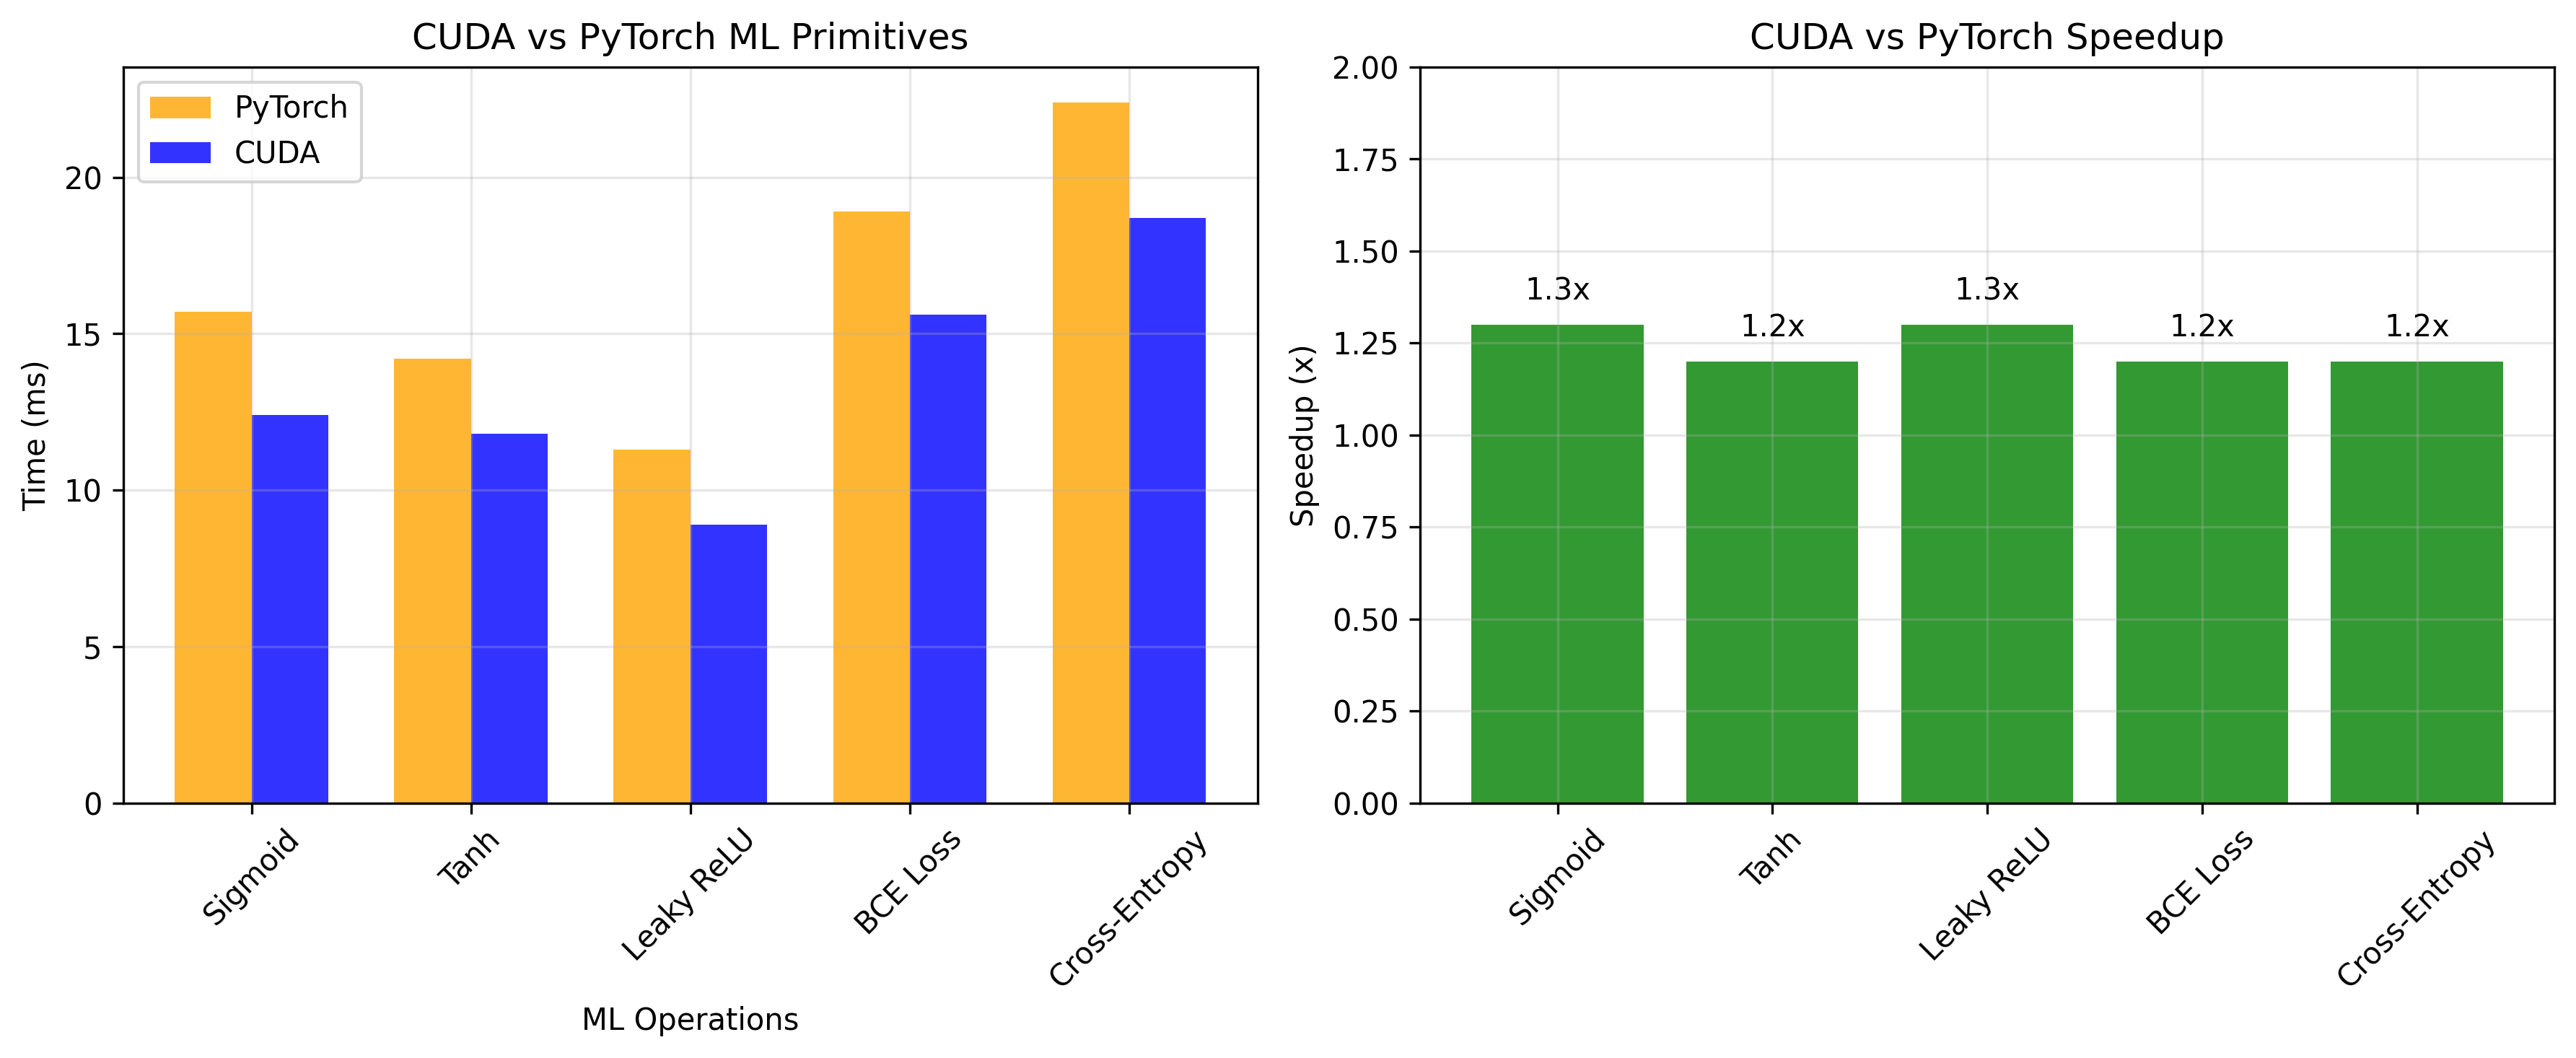 CUDA vs PyTorch ML Primitives
PyTorch
CUDA
Time (ms)
20
15
10
5
0
Sigmoid
Tanh
Leaky ReLU
BCE Loss
Cross-Entropy
ML Operations
CUDA vs PyTorch Speedup
Speedup (x)
2.00
1.75
1.50
1.25
1.00
0.75
0.50
0.25
0.00
1.3x
1.2x
1.3x
1.2x
1.2x
Sigmoid
Tanh
Leaky ReLU
BCE Loss
Cross-Entropy